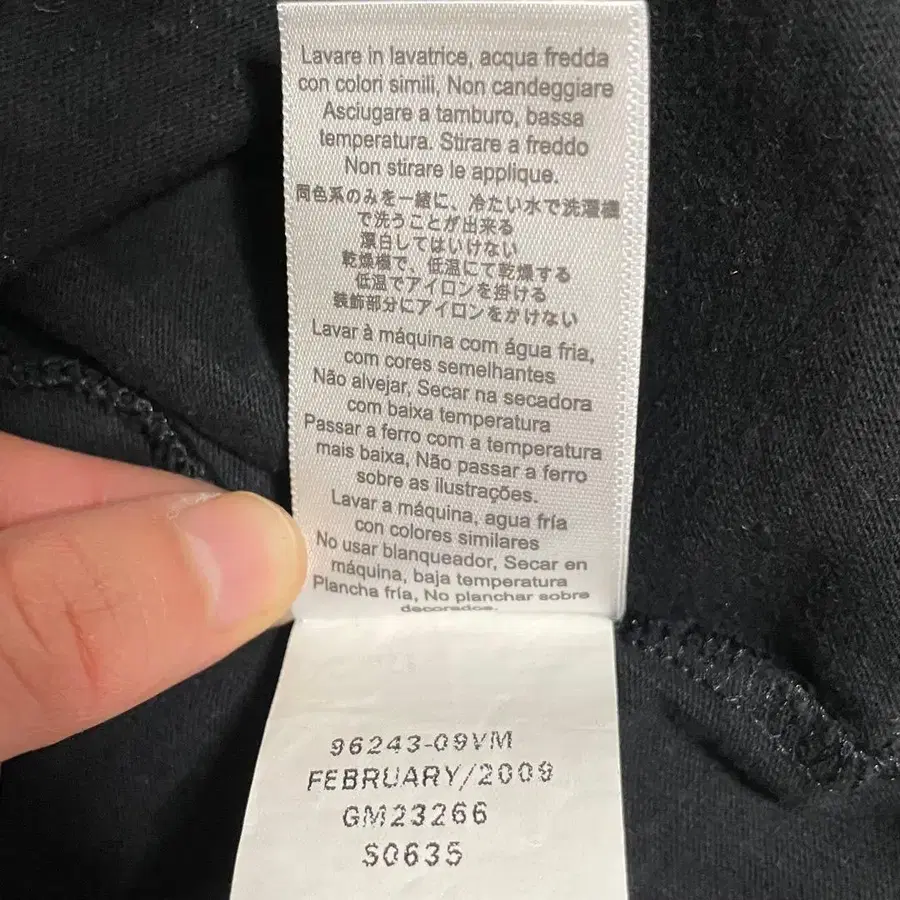 Lavare in lavatrice, acqua fredda
con colori simili, Non candeggiare
Asciugare a tamburo, bassa
temperatura. Stirare a freddo
Non stirare le applique.
同色系のみを一緒に、冷たい水で洗濯機
で洗うことが出来る
漂白してはいけない
乾燥機で、低温にて乾燥する
低温でアイロンを掛ける
装飾部分にアイロンをかけない
Lavar à máquina com água fria,
com cores semelhantes
Não alvejar, Secar na secadora
com baixa temperatura
Passar a ferro com a temperatura
mais baixa, Não passar a ferro
sobre as ilustrações.
Lavar a máquina, agua fría
con colores similares
No usar blanqueador, Secar en
máquina, baja temperatura
Plancha fría, No planchar sobre
decorados.
96243-09VM
FEBRUARY/2009
GM23266
S0635